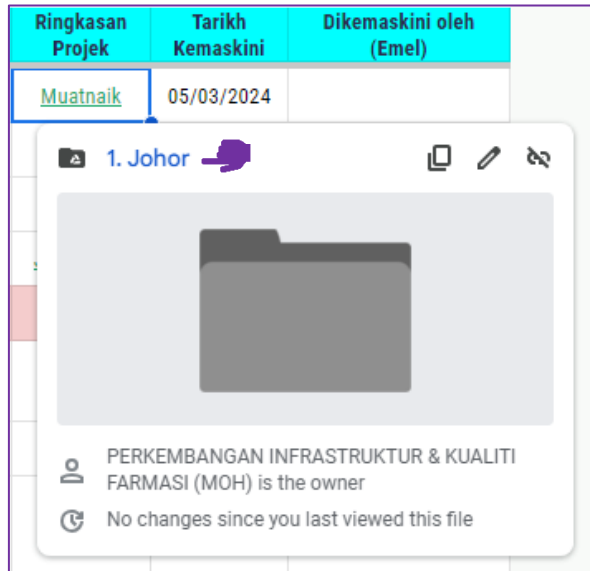 Ringkasan Projek
Tarikh Kemaskini
Dikemaskini oleh (Emel)
Muatnaik
05/03/2024
1. Johor
PERKEMBANGAN INFRASTRUKTUR & KUALITI
FARMASI (MOH) is the owner
No changes since you last viewed this file